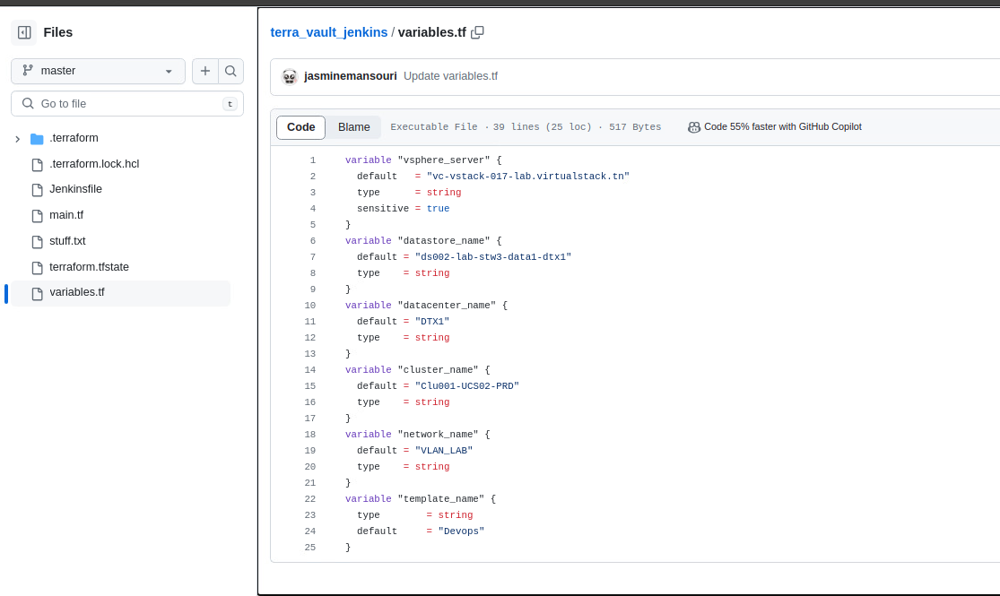 Files
master
Go to file
t
.terraform
.terraform.lock.hcl
Jenkinsfile
main.tf
stuff.txt
terraform.tfstate
variables.tf
terra_vault_jenkins / variables.tf
jasminemansouri Update variables.tf
Code Blame Executable File · 39 lines (25 loc) · 517 Bytes Code 55% faster with GitHub Copilot
1 variable "vsphere_server" {
2 default = "vc-vstack-017-lab.virtualstack.tn"
3 type = string
4 sensitive = true
5 }
6 variable "datastore_name" {
7 default = "ds002-lab-stw3-data1-dtx1"
8 type = string
9 }
10 variable "datacenter_name" {
11 default = "DTX1"
12 type = string
13 }
14 variable "cluster_name" {
15 default = "Clu001-UCS02-PRD"
16 type = string
17 }
18 variable "network_name" {
19 default = "VLAN_LAB"
20 type = string
21 }
22 variable "template_name" {
23 type = string
24 default = "Devops"
25 }